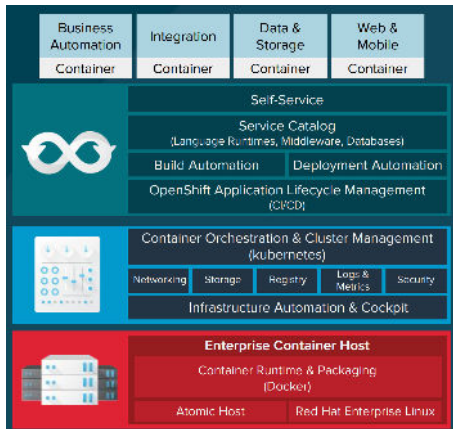 Business
Automation
Integration
Data &
Storage
Web &
Mobile
Container
Container
Container
Container
Self-Service
Service Catalog
(Language Runtimes, Middleware, Databases)
Build Automation
Deployment Automation
OpenShift Application Lifecycle Management
(CI/CD)
Container Orchestration & Cluster Management
(kubernetes)
Networking
Storage
Registry
Logs &
Metrics
Security
Infrastructure Automation & Cockpit
Enterprise Container Host
Container Runtime & Packaging
(Docker)
Atomic Host
Red Hat Enterprise Linux